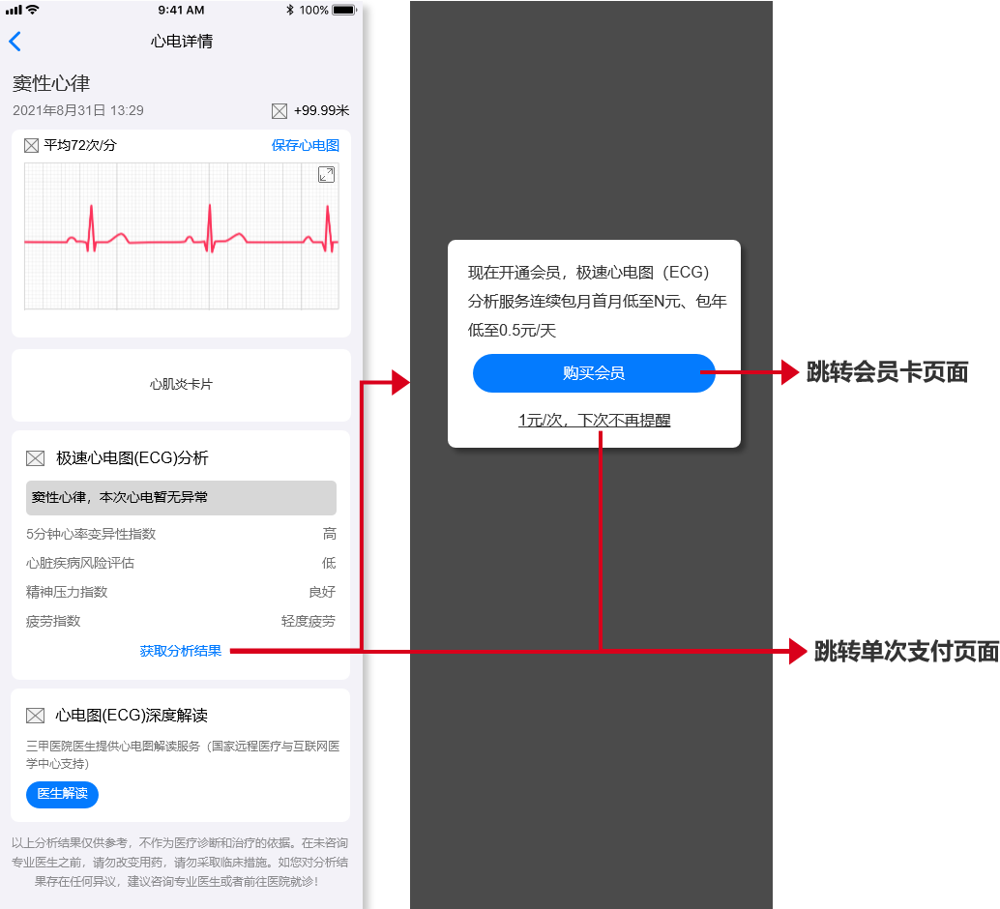 9:41 AM
100%
心电详情
窦性心律
2021年8月31日 13:29
+99.99米
平均72次/分
保存心电图
心肌炎卡片
极速心电图(ECG)分析
窦性心律，本次心电暂无异常
5分钟心率变异性指数 高
心脏疾病风险评估 低
精神压力指数 良好
疲劳指数 轻度疲劳
获取分析结果
心电图(ECG)深度解读
三甲医院医生提供心电图解读服务（国家远程医疗与互联网医
学中心支持）
医生解读
以上分析结果仅供参考，不作为医疗诊断和治疗的依据。在未咨询
专业医生之前，请勿改变用药，请勿采取临床措施。如您对分析结
果存在任何异议，建议咨询专业医生或者前往医院就诊！
现在开通会员，极速心电图（ECG）
分析服务连续包月首月低至N元、包年
低至0.5元/天
购买会员
1元/次，下次不再提醒
跳转会员卡页面
跳转单次支付页面